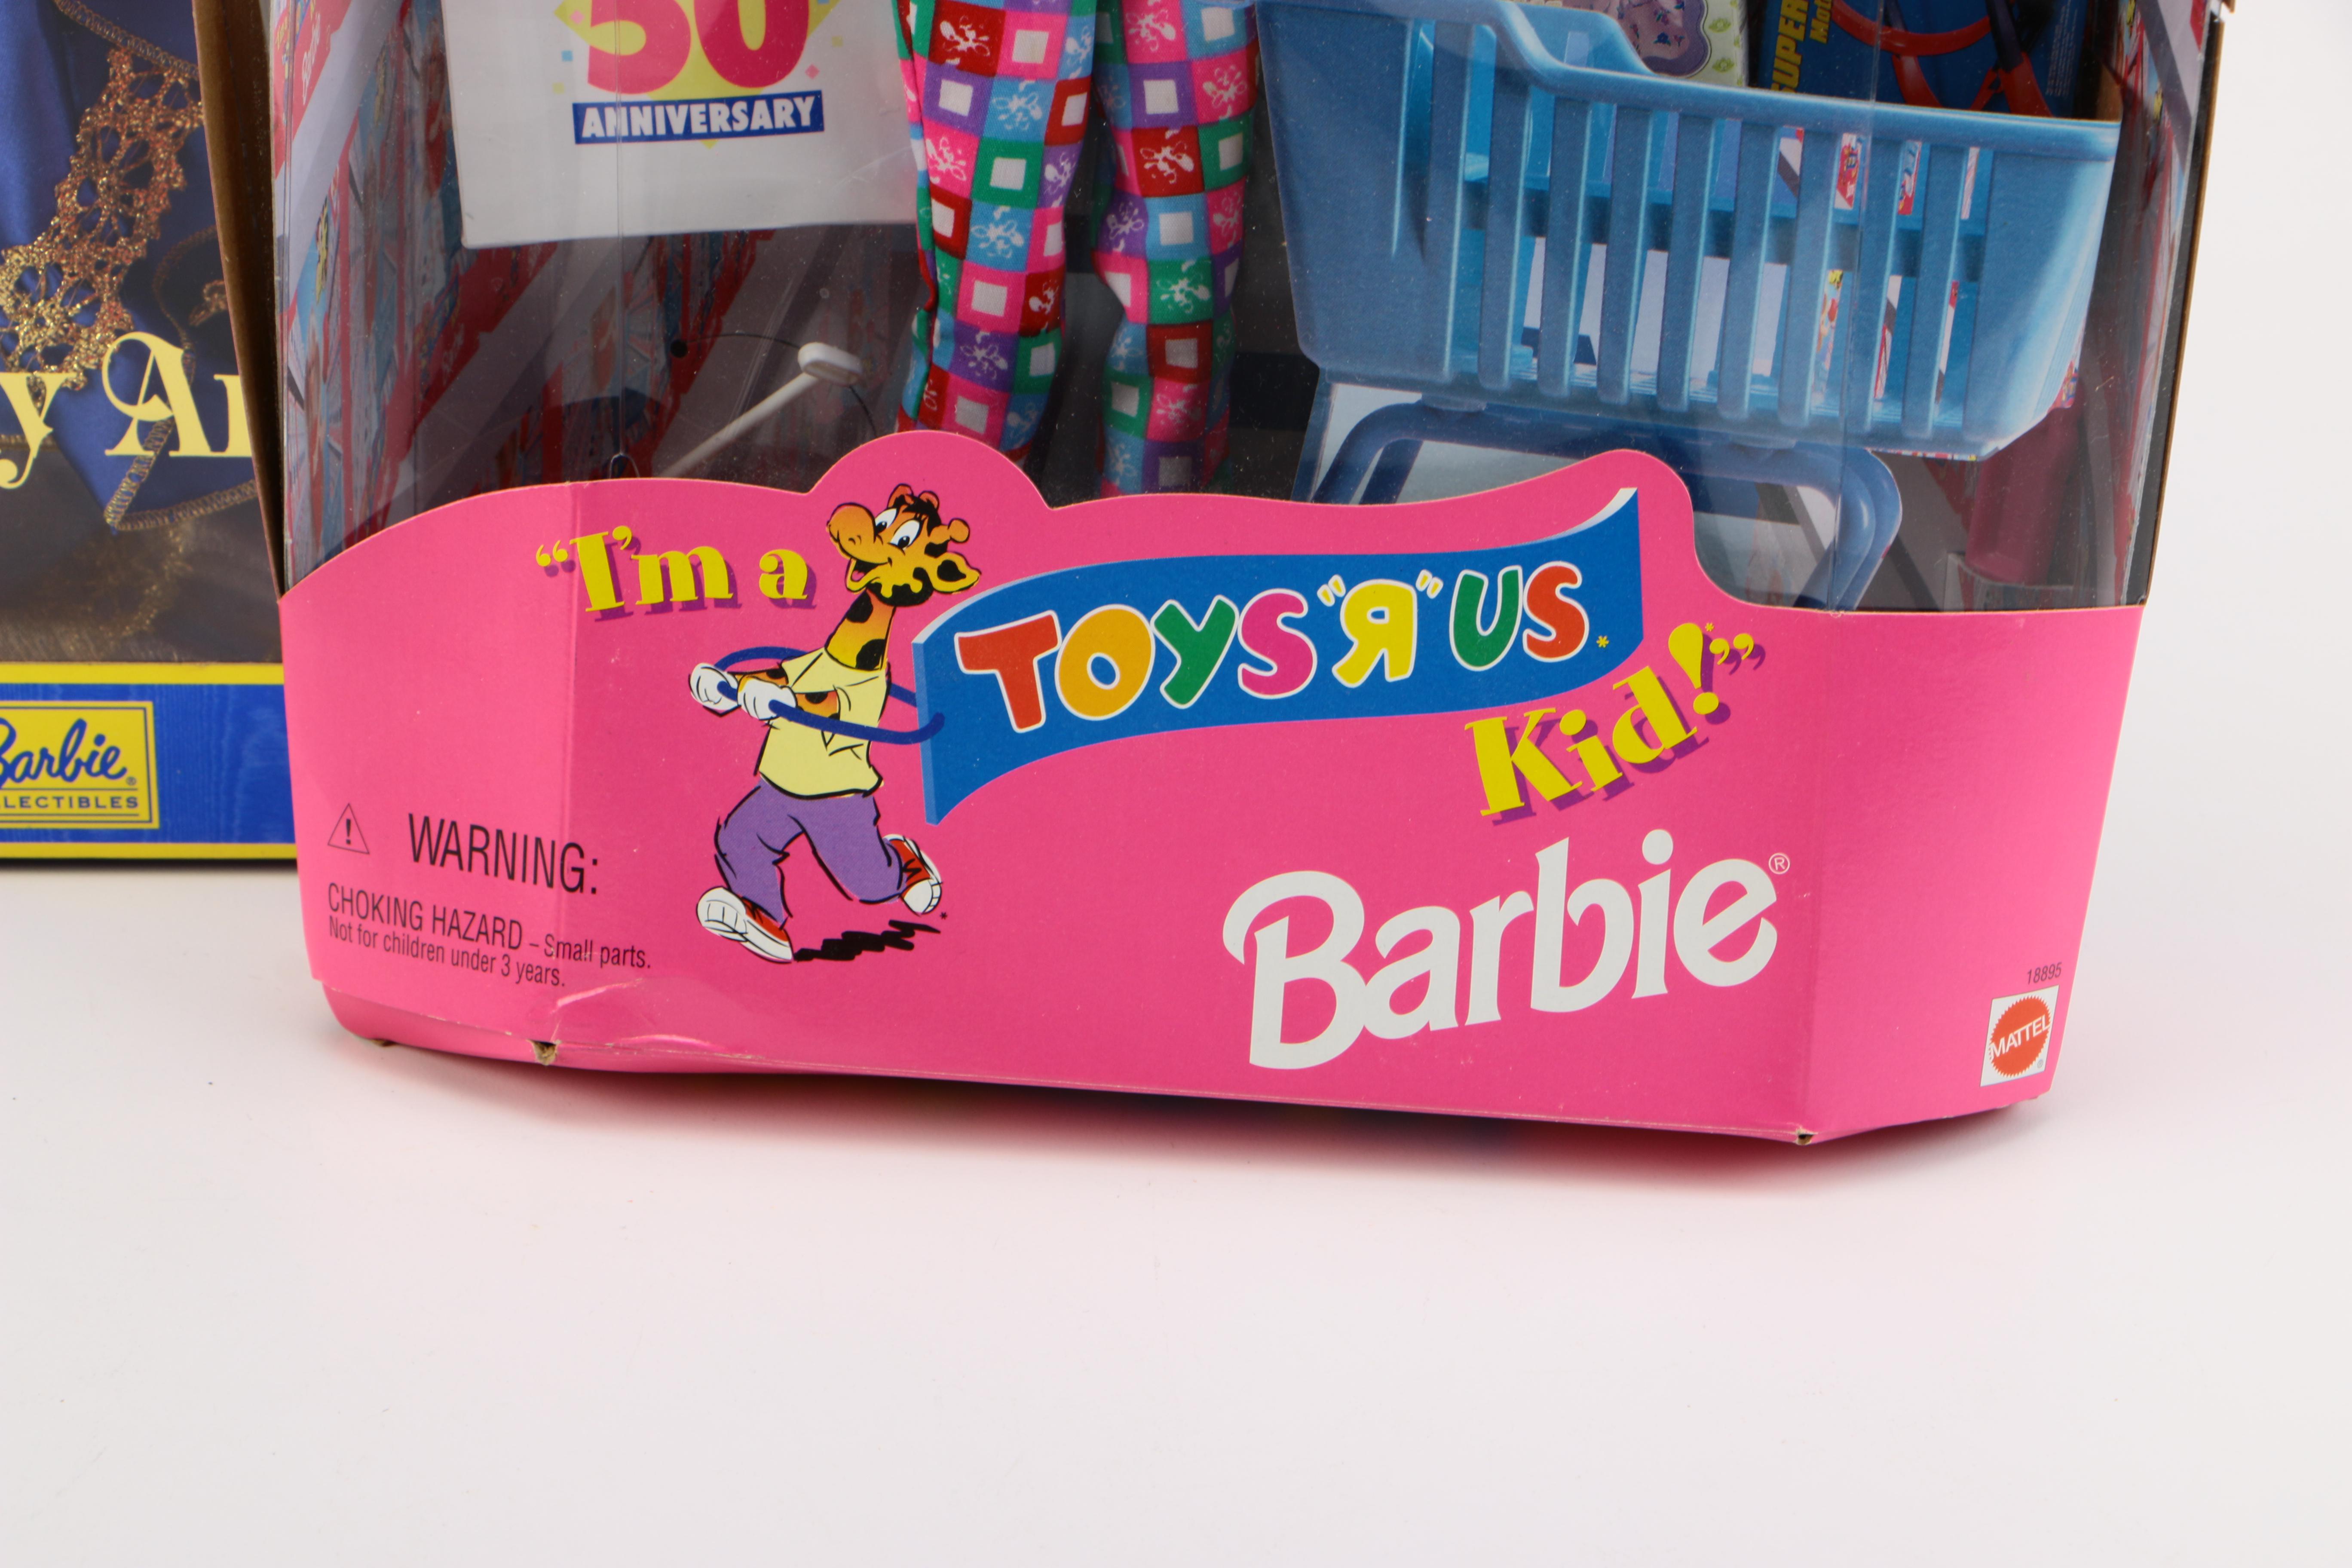 50
ANNIVERSARY
SUPER
"I'm a
TOYS "R" US*
Kid!*"
Barbie®
WARNING:
CHOKING HAZARD – Small parts.
Not for children under 3 years.
18895
MATTEL®
Barbie®